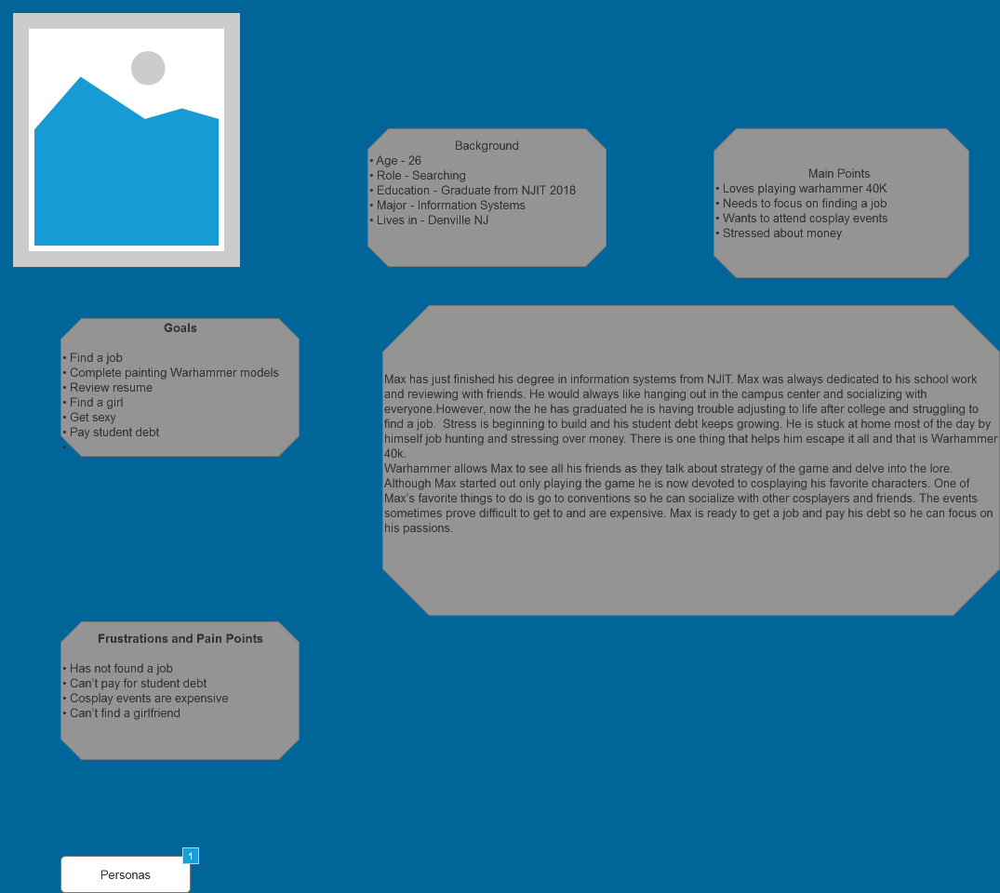 Background
• Age - 26
• Role - Searching
• Education - Graduate from NJIT 2018
• Major - Information Systems
• Lives in - Denville NJ
Main Points
• Loves playing warhammer 40K
• Needs to focus on finding a job
• Wants to attend cosplay events
• Stressed about money
Goals
• Find a job
• Complete painting Warhammer models
• Review resume
• Find a girl
• Get sexy
• Pay student debt
•
Max has just finished his degree in information systems from NJIT. Max was always dedicated to his school work
and reviewing with friends. He would always like hanging out in the campus center and socializing with
everyone.However, now the he has graduated he is having trouble adjusting to life after college and struggling to
find a job.  Stress is beginning to build and his student debt keeps growing. He is stuck at home most of the day by
himself job hunting and stressing over money. There is one thing that helps him escape it all and that is Warhammer
40k.
Warhammer allows Max to see all his friends as they talk about strategy of the game and delve into the lore.
Although Max started out only playing the game he is now devoted to cosplaying his favorite characters. One of
Max's favorite things to do is go to conventions so he can socialize with other cosplayers and friends. The events
sometimes prove difficult to get to and are expensive. Max is ready to get a job and pay his debt so he can focus on
his passions.
Frustrations and Pain Points
• Has not found a job
• Can't pay for student debt
• Cosplay events are expensive
• Can't find a girlfriend
1
Personas